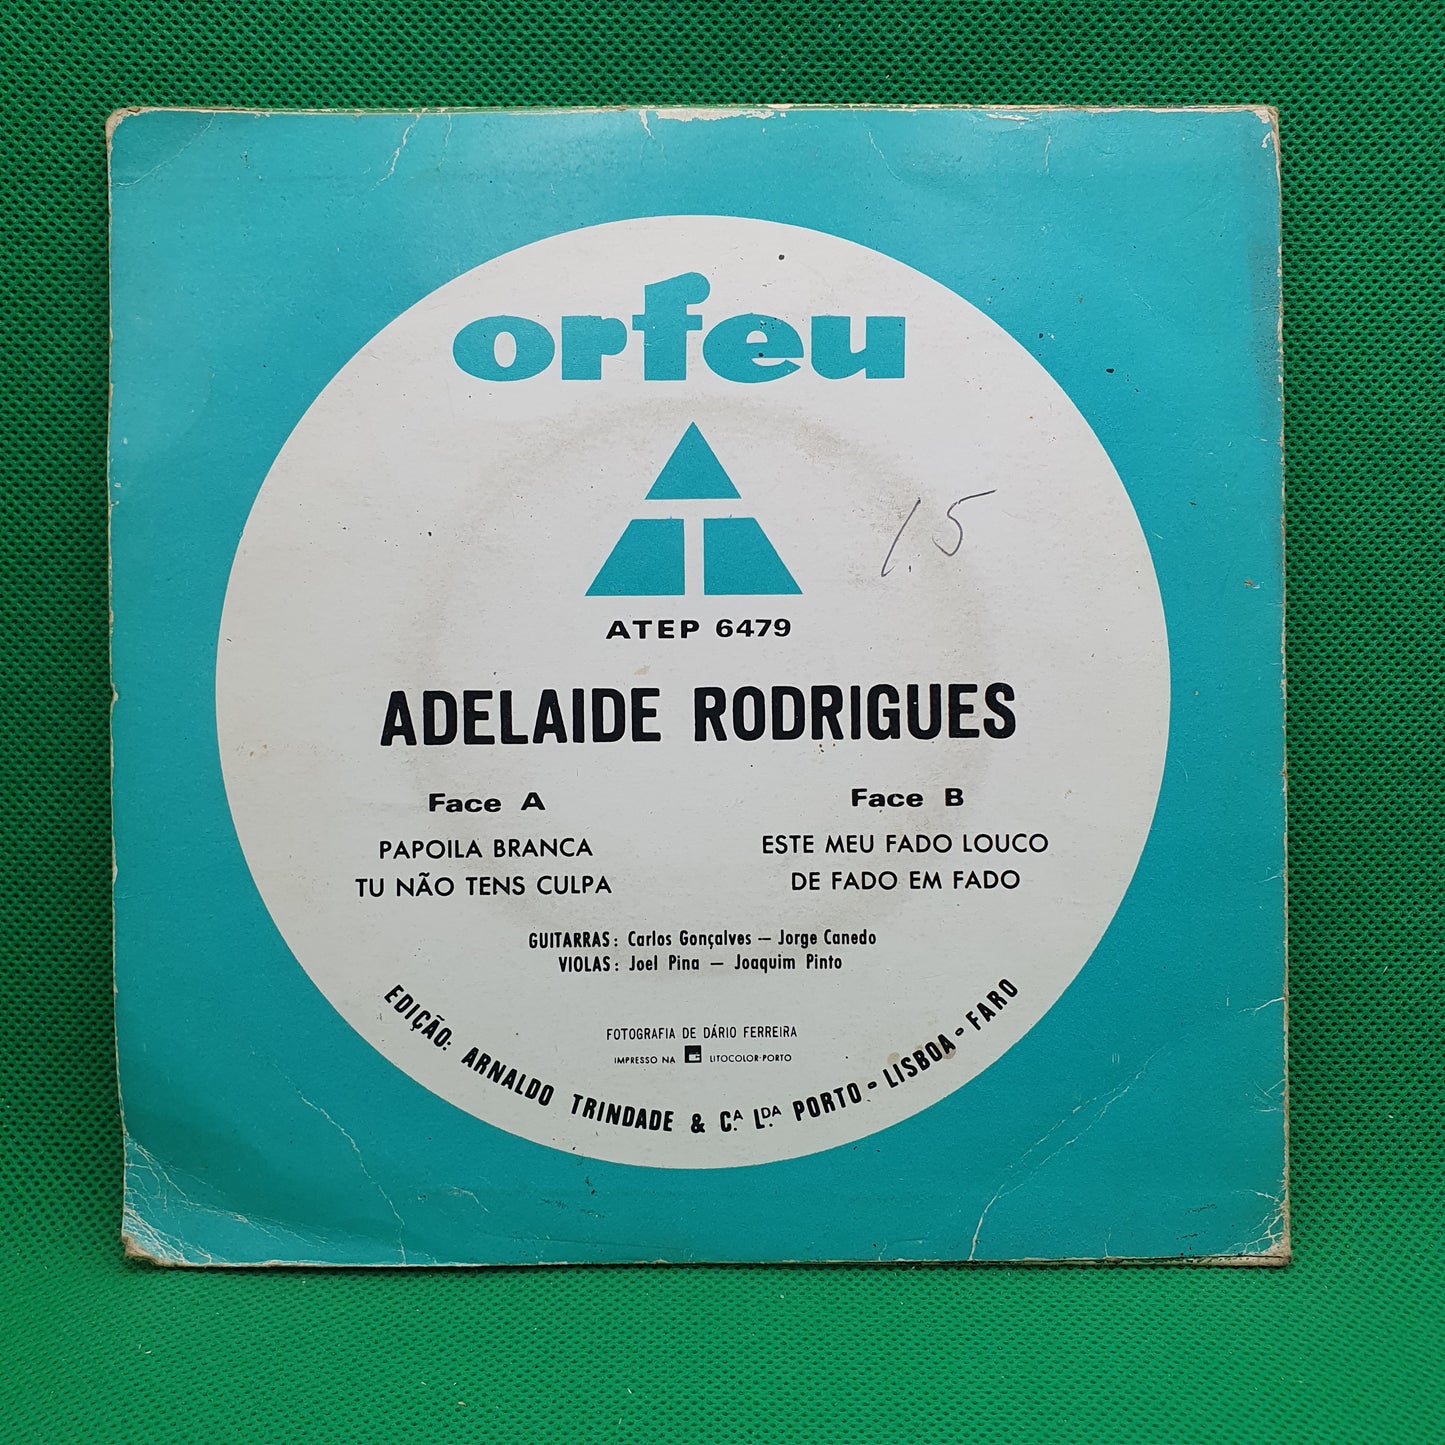 orfeu
1.5
ATEP 6479
ADELAIDE RODRIGUES
Face A
PAPOILA BRANCA
TU NÃO TENS CULPA
Face B
ESTE MEU FADO LOUCO
DE FADO EM FADO
GUITARRAS: Carlos Gonçalves — Jorge Canedo
VIOLAS: Joel Pina — Joaquim Pinto
FOTOGRAFIA DE DÁRIO FERREIRA
IMPRESSO NA LITOCOLOR-PORTO
EDIÇÃO: ARNALDO TRINDADE & C.ª L.DA PORTO - LISBOA - FARO